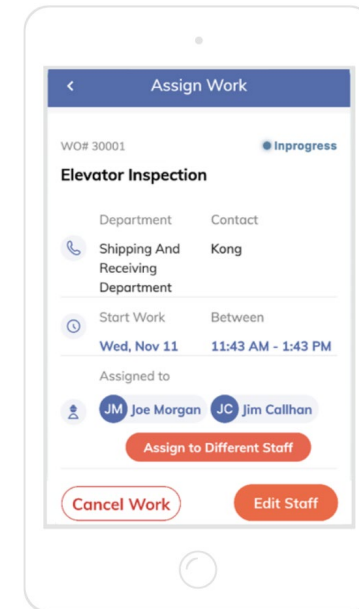 Assign Work
WO# 30001
Inprogress
Elevator Inspection
Department
Contact
Shipping And
Receiving
Department
Kong
Start Work
Between
Wed, Nov 11
11:43 AM - 1:43 PM
Assigned to
JM Joe Morgan
JC Jim Callhan
Assign to Different Staff
Cancel Work
Edit Staff